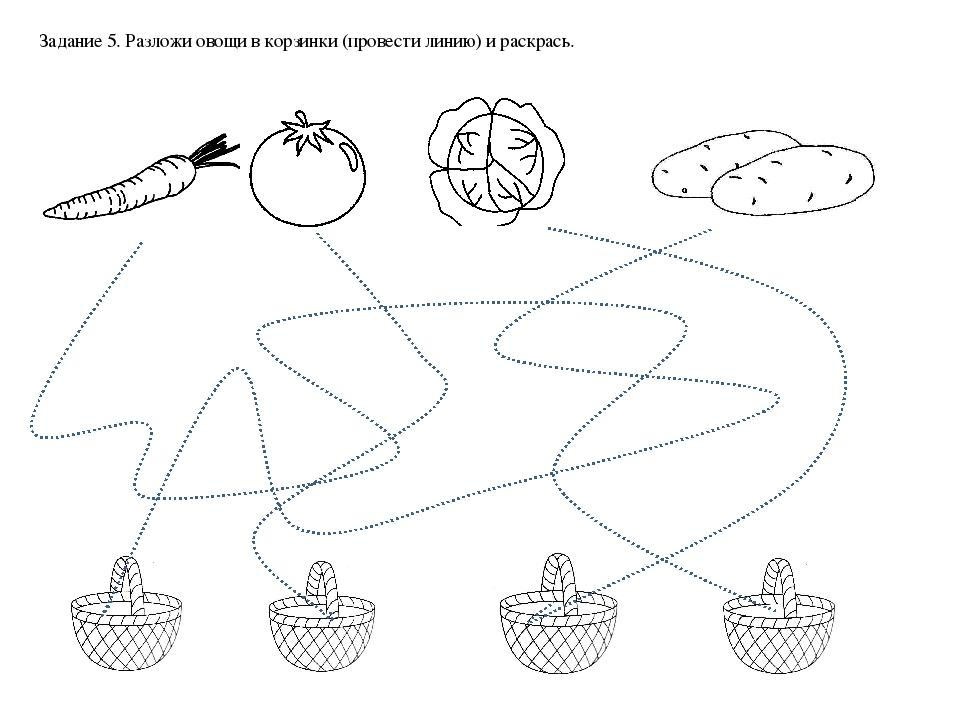 Задание 5. Разложи овощи в корзинки (провести линию) и раскрась.